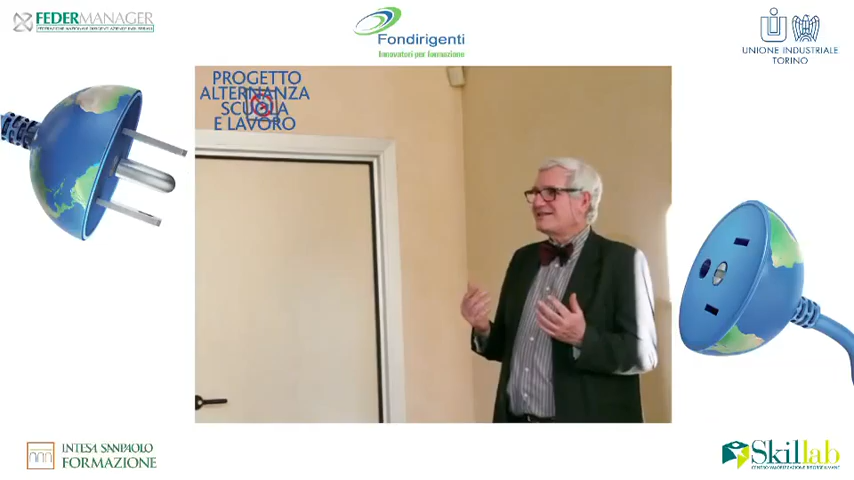 FEDERMANAGER
Fondirigenti
Innovatori per formazione
UNIONE INDUSTRIALE
TORINO
PROGETTO
ALTERNANZA
SCUOLA
E LAVORO
INTESA SANPAOLO
FORMAZIONE
Skillab